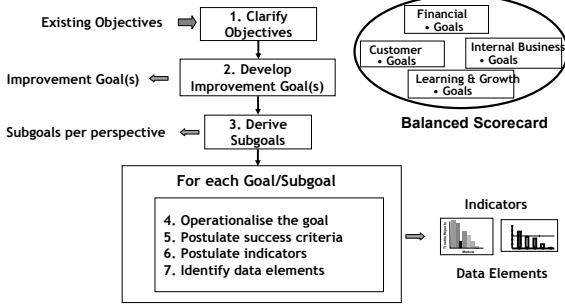 Existing Objectives
1. Clarify
Objectives
2. Develop
Improvement Goal(s)
Improvement Goal(s)
3. Derive
Subgoals
Subgoals per perspective
For each Goal/Subgoal
4. Operationalise the goal
5. Postulate success criteria
6. Postulate indicators
7. Identify data elements
Financial
• Goals
Customer
• Goals
Internal Business
• Goals
Learning & Growth
• Goals
Balanced Scorecard
Indicators
Data Elements